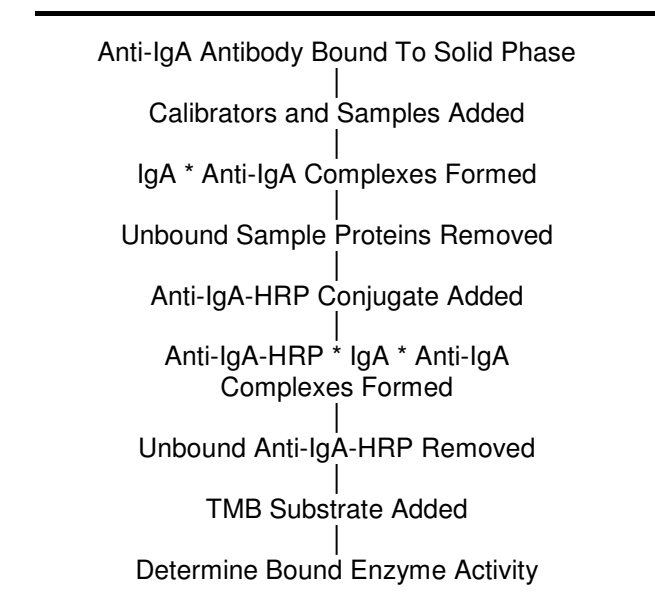 Anti-IgA Antibody Bound To Solid Phase
Calibrators and Samples Added
IgA * Anti-IgA Complexes Formed
Unbound Sample Proteins Removed
Anti-IgA-HRP Conjugate Added
Anti-IgA-HRP * IgA * Anti-IgA
Complexes Formed
Unbound Anti-IgA-HRP Removed
TMB Substrate Added
Determine Bound Enzyme Activity